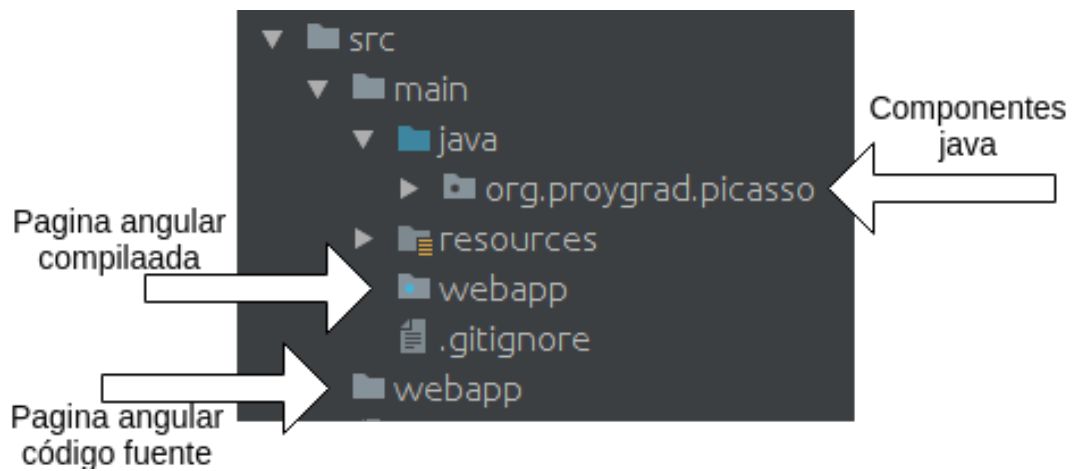 src
main
java
org.proygrad.picasso
resources
webapp
.gitignore
webapp
Componentes
java
Pagina angular
compilaada
Pagina angular
código fuente